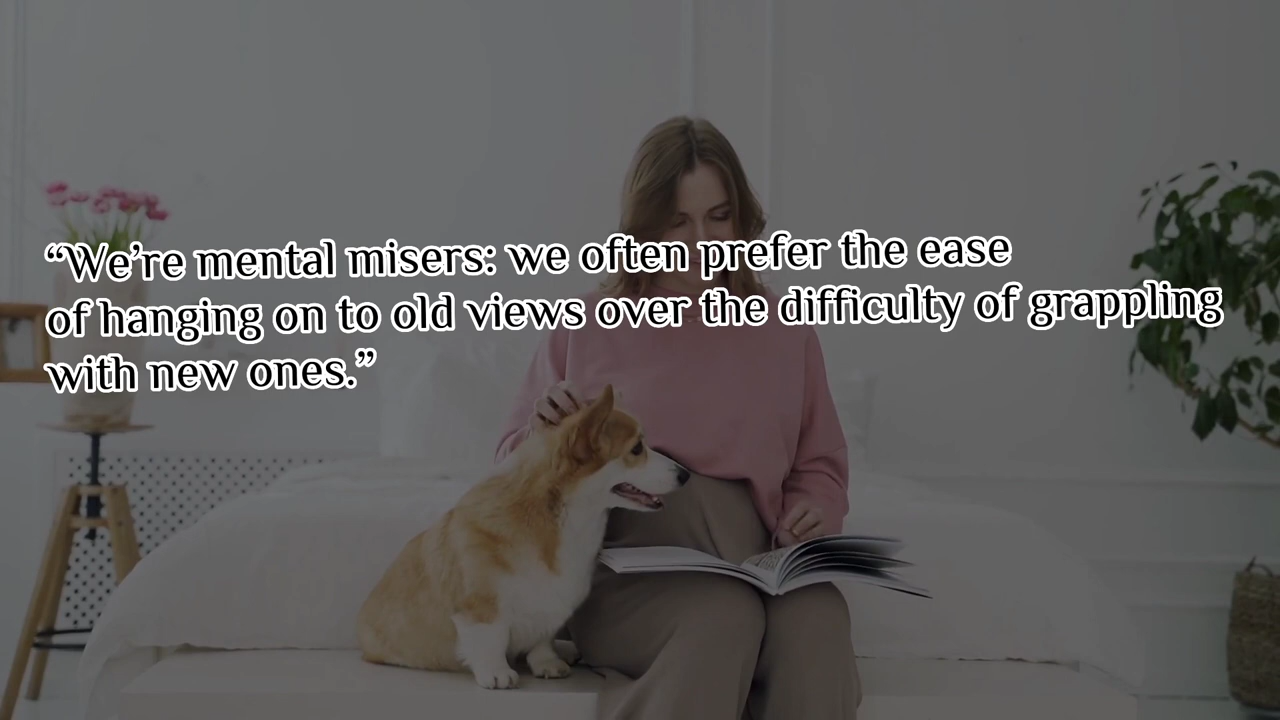 “We’re mental misers: we often prefer the ease
of hanging on to old views over the difficulty of grappling
with new ones.”